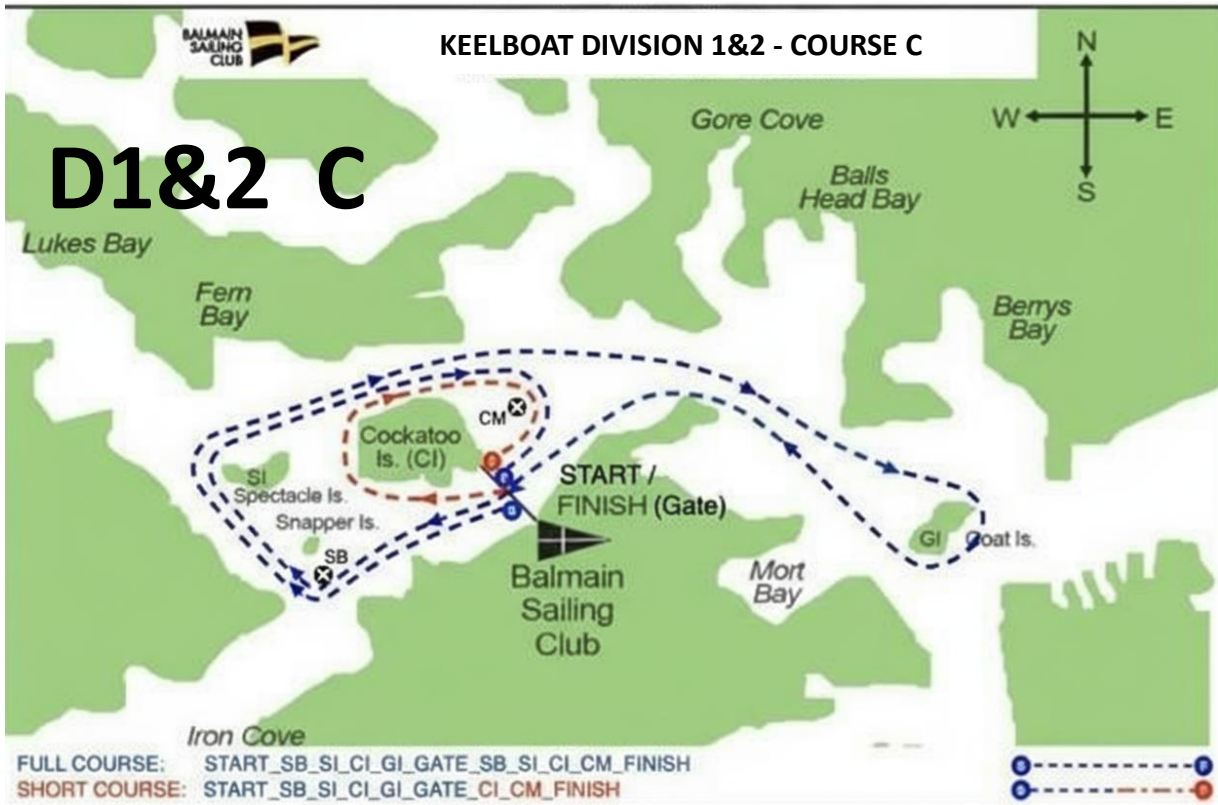 BALMAIN
SAILING
CLUB
KEELBOAT DIVISION 1&2 - COURSE C
N
W E
S
D1&2 C
Gore Cove
Balls
Head Bay
Lukes Bay
Fern
Bay
Berrys
Bay
CM
Cockatoo
Is. (CI)
SI
Spectacle Is.
Snapper Is.
SB
F
F
S
START /
FINISH (Gate)
GI Goat Is.
Balmain
Sailing
Club
Mort
Bay
Iron Cove
FULL COURSE: START_SB_SI_CI_GI_GATE_SB_SI_CI_CM_FINISH
S F
SHORT COURSE: START_SB_SI_CI_GI_GATE_CI_CM_FINISH
S F